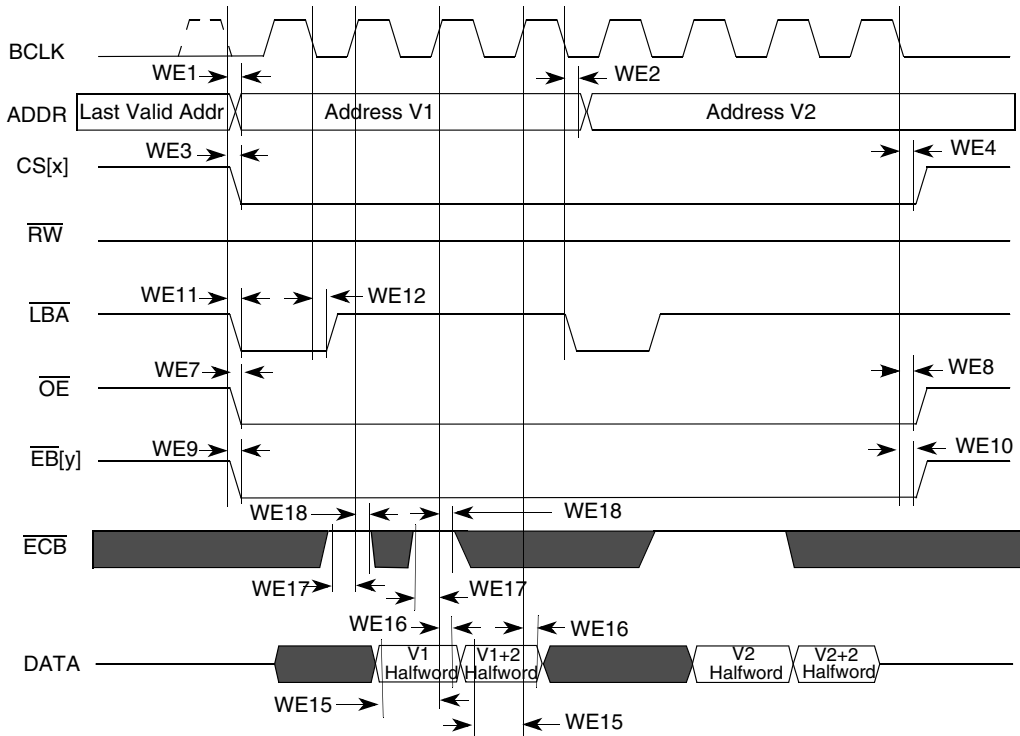 BCLK
WE1
WE2
ADDR
Last Valid Addr
Address V1
Address V2
WE3
WE4
CS[x]
RW
WE11
WE12
LBA
WE7
WE8
OE
WE9
WE10
EB[y]
WE18
WE18
ECB
WE17
WE17
WE16
WE16
DATA
V1
Halfword
V1+2
Halfword
V2
Halfword
V2+2
Halfword
WE15
WE15